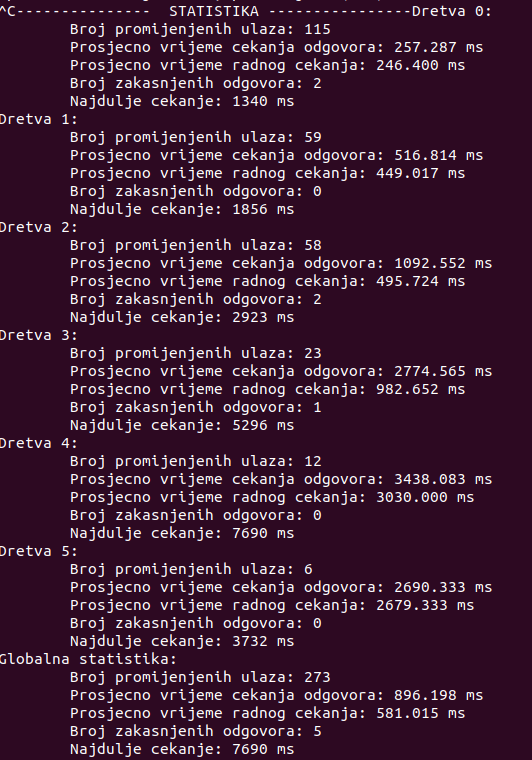 ^C--------------- STATISTIKA ----------------Dretva 0:
Broj promijenjenih ulaza: 115
Prosjecno vrijeme cekanja odgovora: 257.287 ms
Prosjecno vrijeme radnog cekanja: 246.400 ms
Broj zakasnjenih odgovora: 2
Najdulje cekanje: 1340 ms
Dretva 1:
Broj promijenjenih ulaza: 59
Prosjecno vrijeme cekanja odgovora: 516.814 ms
Prosjecno vrijeme radnog cekanja: 449.017 ms
Broj zakasnjenih odgovora: 0
Najdulje cekanje: 1856 ms
Dretva 2:
Broj promijenjenih ulaza: 58
Prosjecno vrijeme cekanja odgovora: 1092.552 ms
Prosjecno vrijeme radnog cekanja: 495.724 ms
Broj zakasnjenih odgovora: 2
Najdulje cekanje: 2923 ms
Dretva 3:
Broj promijenjenih ulaza: 23
Prosjecno vrijeme cekanja odgovora: 2774.565 ms
Prosjecno vrijeme radnog cekanja: 982.652 ms
Broj zakasnjenih odgovora: 1
Najdulje cekanje: 5296 ms
Dretva 4:
Broj promijenjenih ulaza: 12
Prosjecno vrijeme cekanja odgovora: 3438.083 ms
Prosjecno vrijeme radnog cekanja: 3030.000 ms
Broj zakasnjenih odgovora: 0
Najdulje cekanje: 7690 ms
Dretva 5:
Broj promijenjenih ulaza: 6
Prosjecno vrijeme cekanja odgovora: 2690.333 ms
Prosjecno vrijeme radnog cekanja: 2679.333 ms
Broj zakasnjenih odgovora: 0
Najdulje cekanje: 3732 ms
Globalna statistika:
Broj promijenjenih ulaza: 273
Prosjecno vrijeme cekanja odgovora: 896.198 ms
Prosjecno vrijeme radnog cekanja: 581.015 ms
Broj zakasnjenih odgovora: 5
Najdulje cekanje: 7690 ms